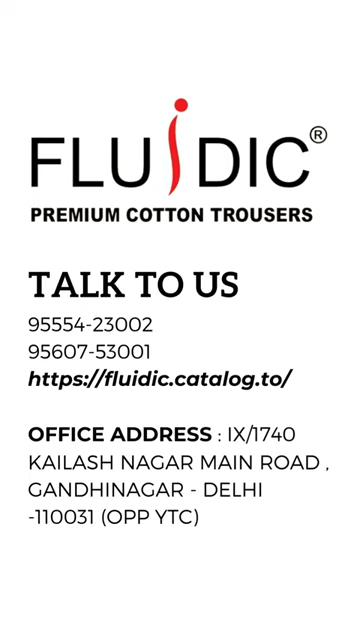 FLUiDIC®
PREMIUM COTTON TROUSERS
TALK TO US
95554-23002
95607-53001
https://fluidic.catalog.to/
OFFICE ADDRESS : IX/1740
KAILASH NAGAR MAIN ROAD ,
GANDHINAGAR - DELHI
-110031 (OPP YTC)